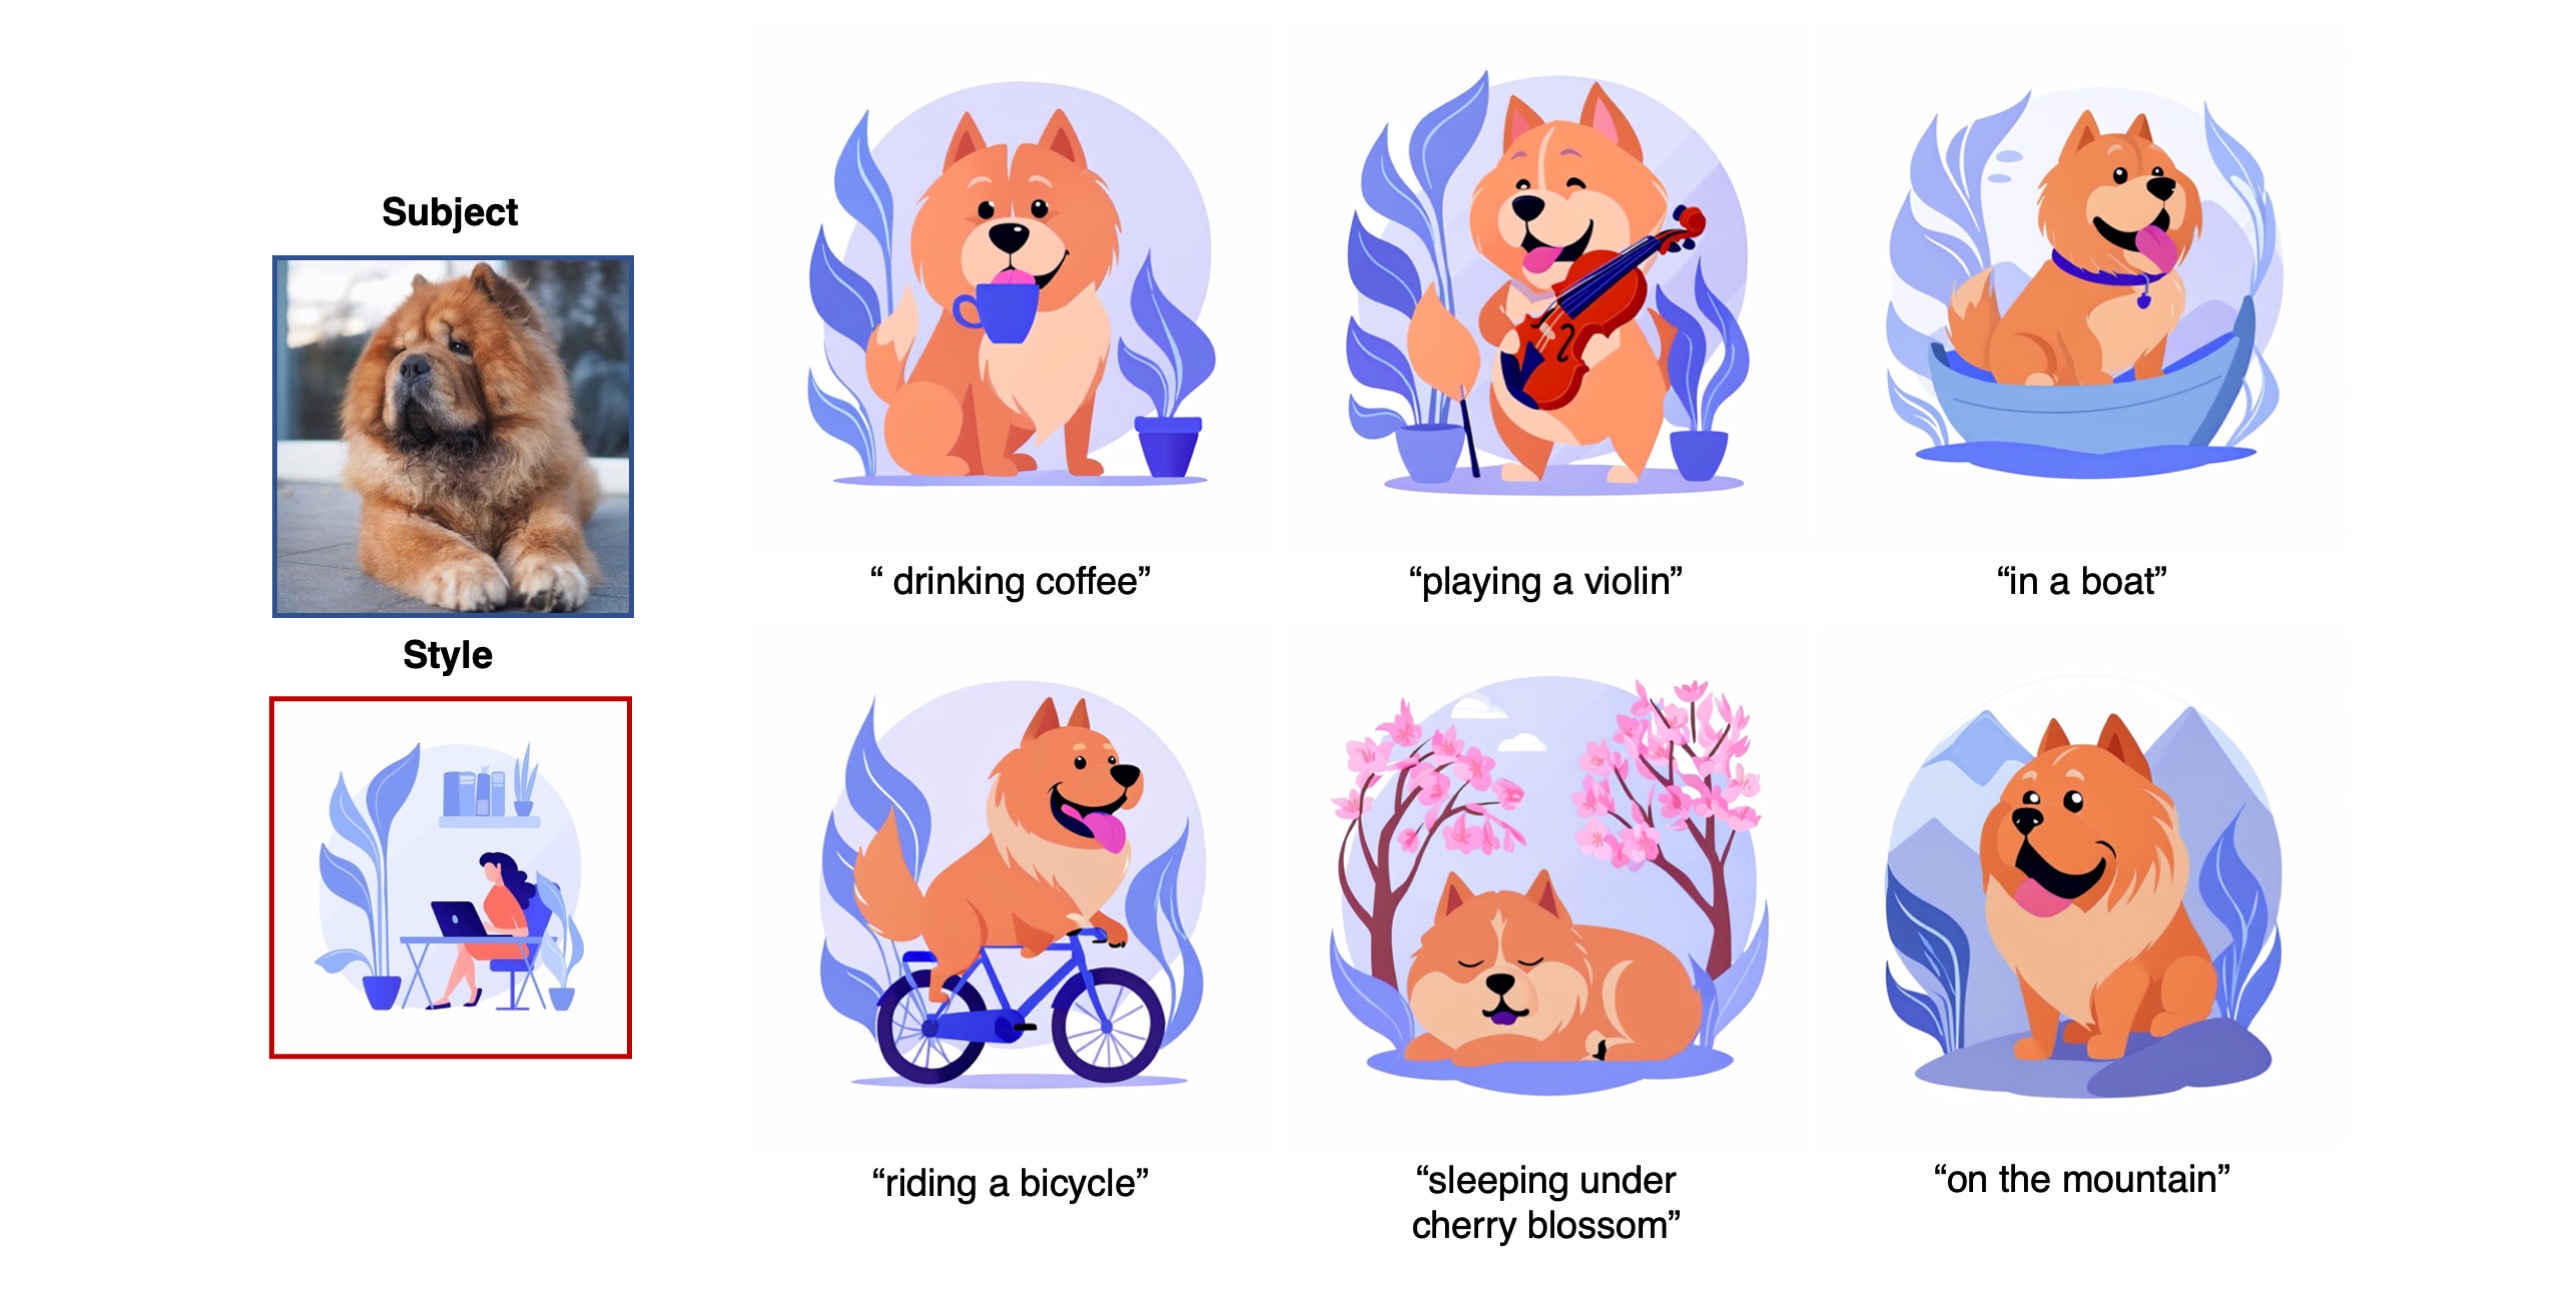 Subject
Style
“ drinking coffee”
“playing a violin”
“in a boat”
“riding a bicycle”
“sleeping under
cherry blossom”
“on the mountain”